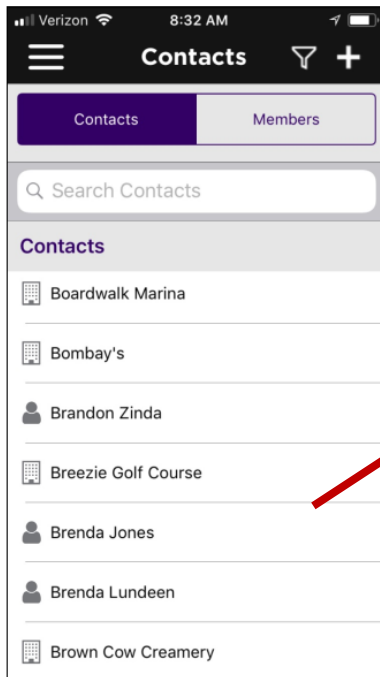 Verizon 8:32 AM
Contacts
Contacts Members
Search Contacts
Contacts
Boardwalk Marina
Bombay's
Brandon Zinda
Breezie Golf Course
Brenda Jones
Brenda Lundeen
Brown Cow Creamery